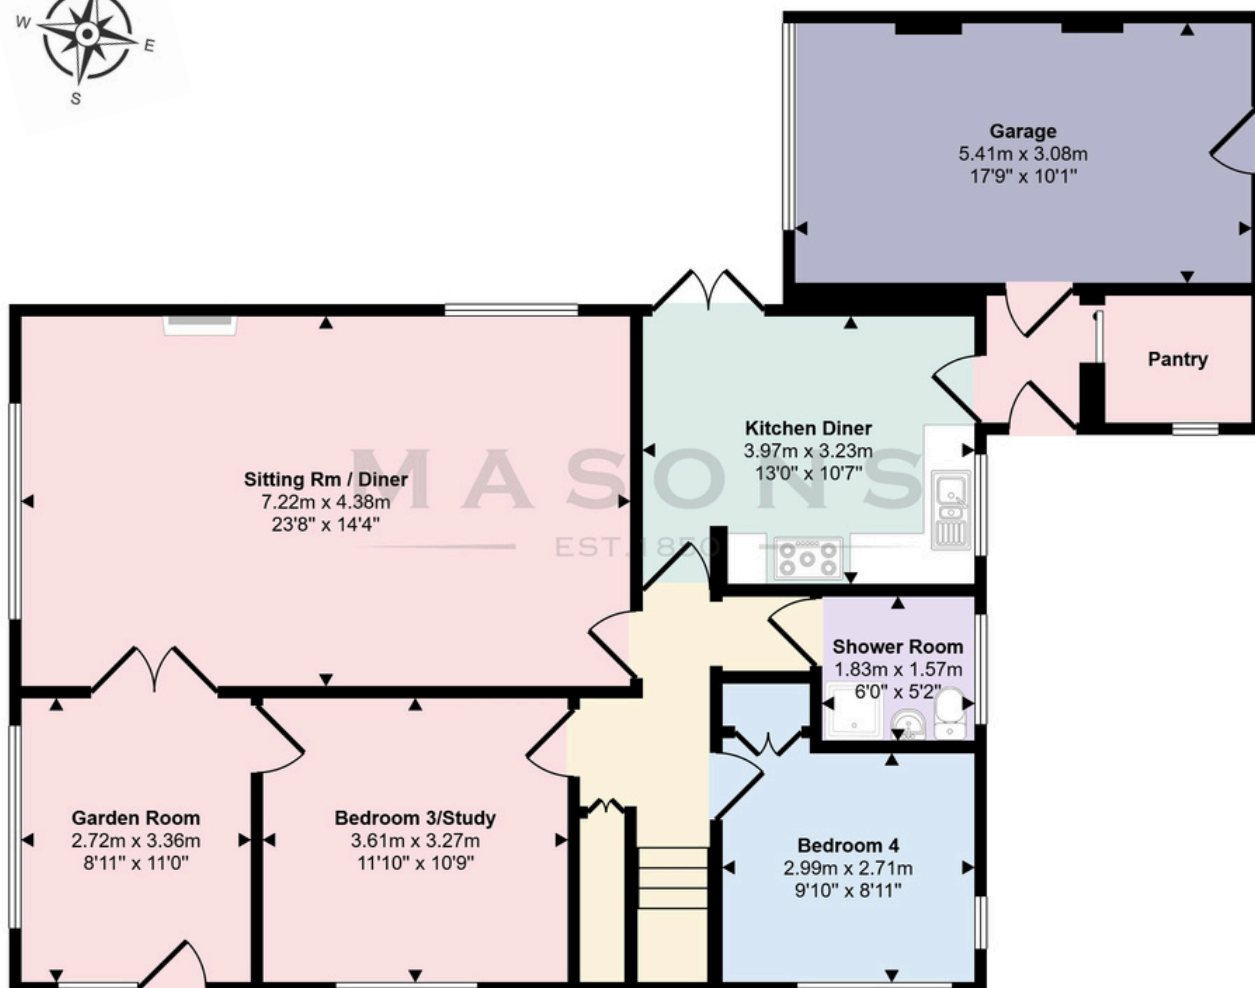 W
E
S
Garage
5.41m x 3.08m
17'9" x 10'1"
Pantry
Kitchen Diner
3.97m x 3.23m
13'0" x 10'7"
Sitting Rm / Diner
7.22m x 4.38m
23'8" x 14'4"
MASONS
EST.1850
Shower Room
1.83m x 1.57m
6'0" x 5'2"
Garden Room
2.72m x 3.36m
8'11" x 11'0"
Bedroom 3/Study
3.61m x 3.27m
11'10" x 10'9"
Bedroom 4
2.99m x 2.71m
9'10" x 8'11"